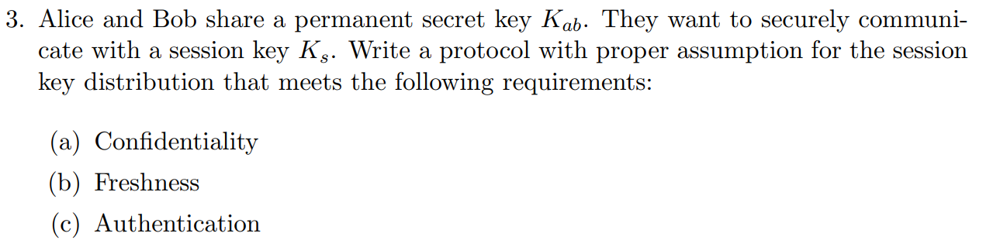 3. Alice and Bob share a permanent secret key K_{ab}. They want to securely communi-
cate with a session key K_s. Write a protocol with proper assumption for the session
key distribution that meets the following requirements:
(a) Confidentiality
(b) Freshness
(c) Authentication